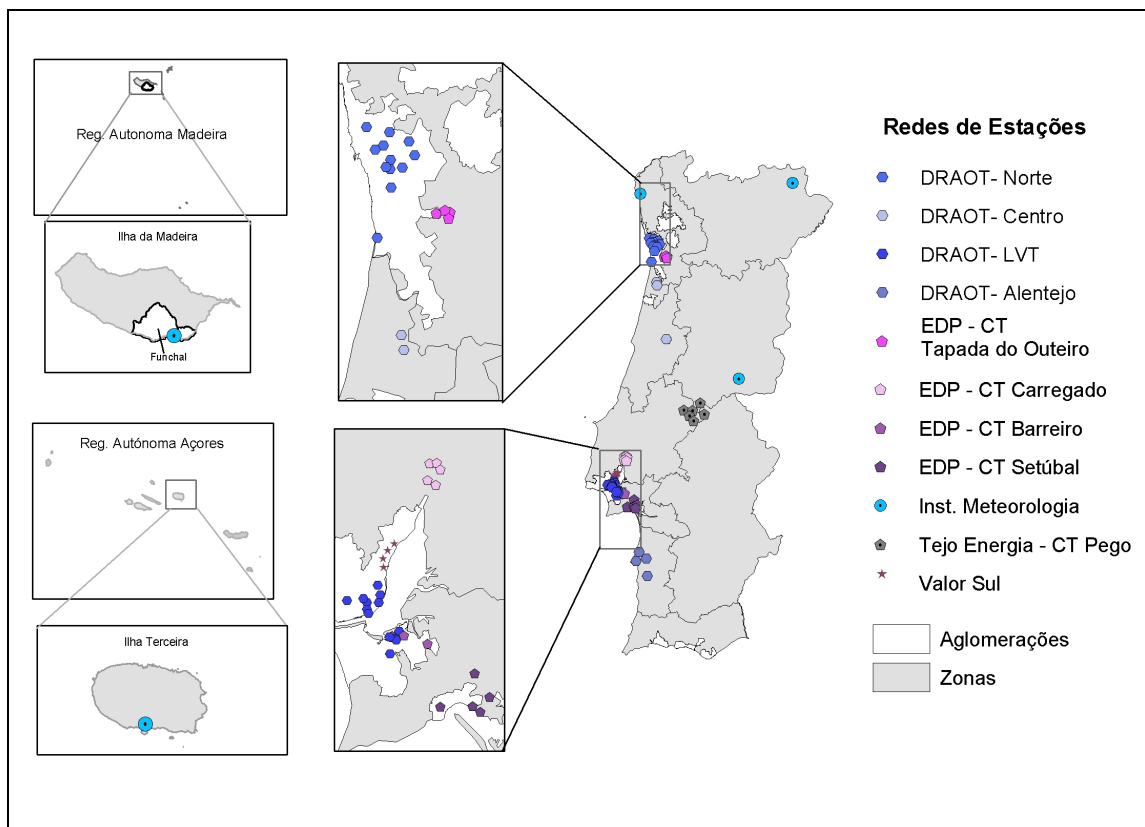 Reg. Autonoma Madeira
Ilha da Madeira
Funchal
Reg. Autónoma Açores
Ilha Terceira
Redes de Estações
DRAOT- Norte
DRAOT- Centro
DRAOT- LVT
DRAOT- Alentejo
EDP - CT
Tapada do Outeiro
EDP - CT Carregado
EDP - CT Barreiro
EDP - CT Setúbal
Inst. Meteorologia
Tejo Energia - CT Pego
Valor Sul
Aglomerações
Zonas